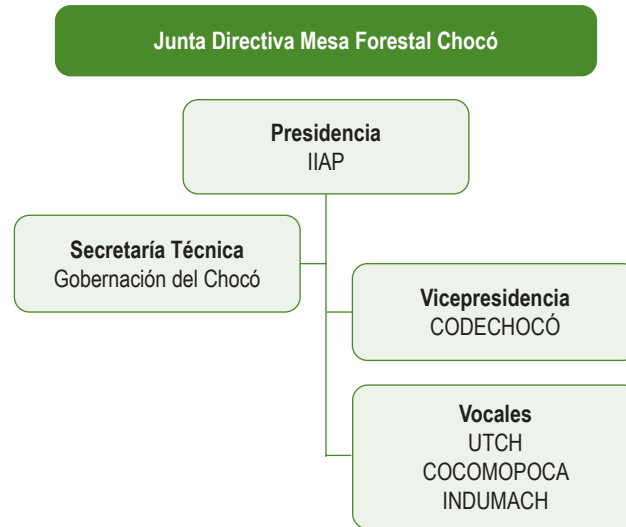 Junta Directiva Mesa Forestal Chocó
Presidencia
IIAP
Secretaría Técnica
Gobernación del Chocó
Vicepresidencia
CODECHOCÓ
Vocales
UTCH
COCOMOPOCA
INDUMACH